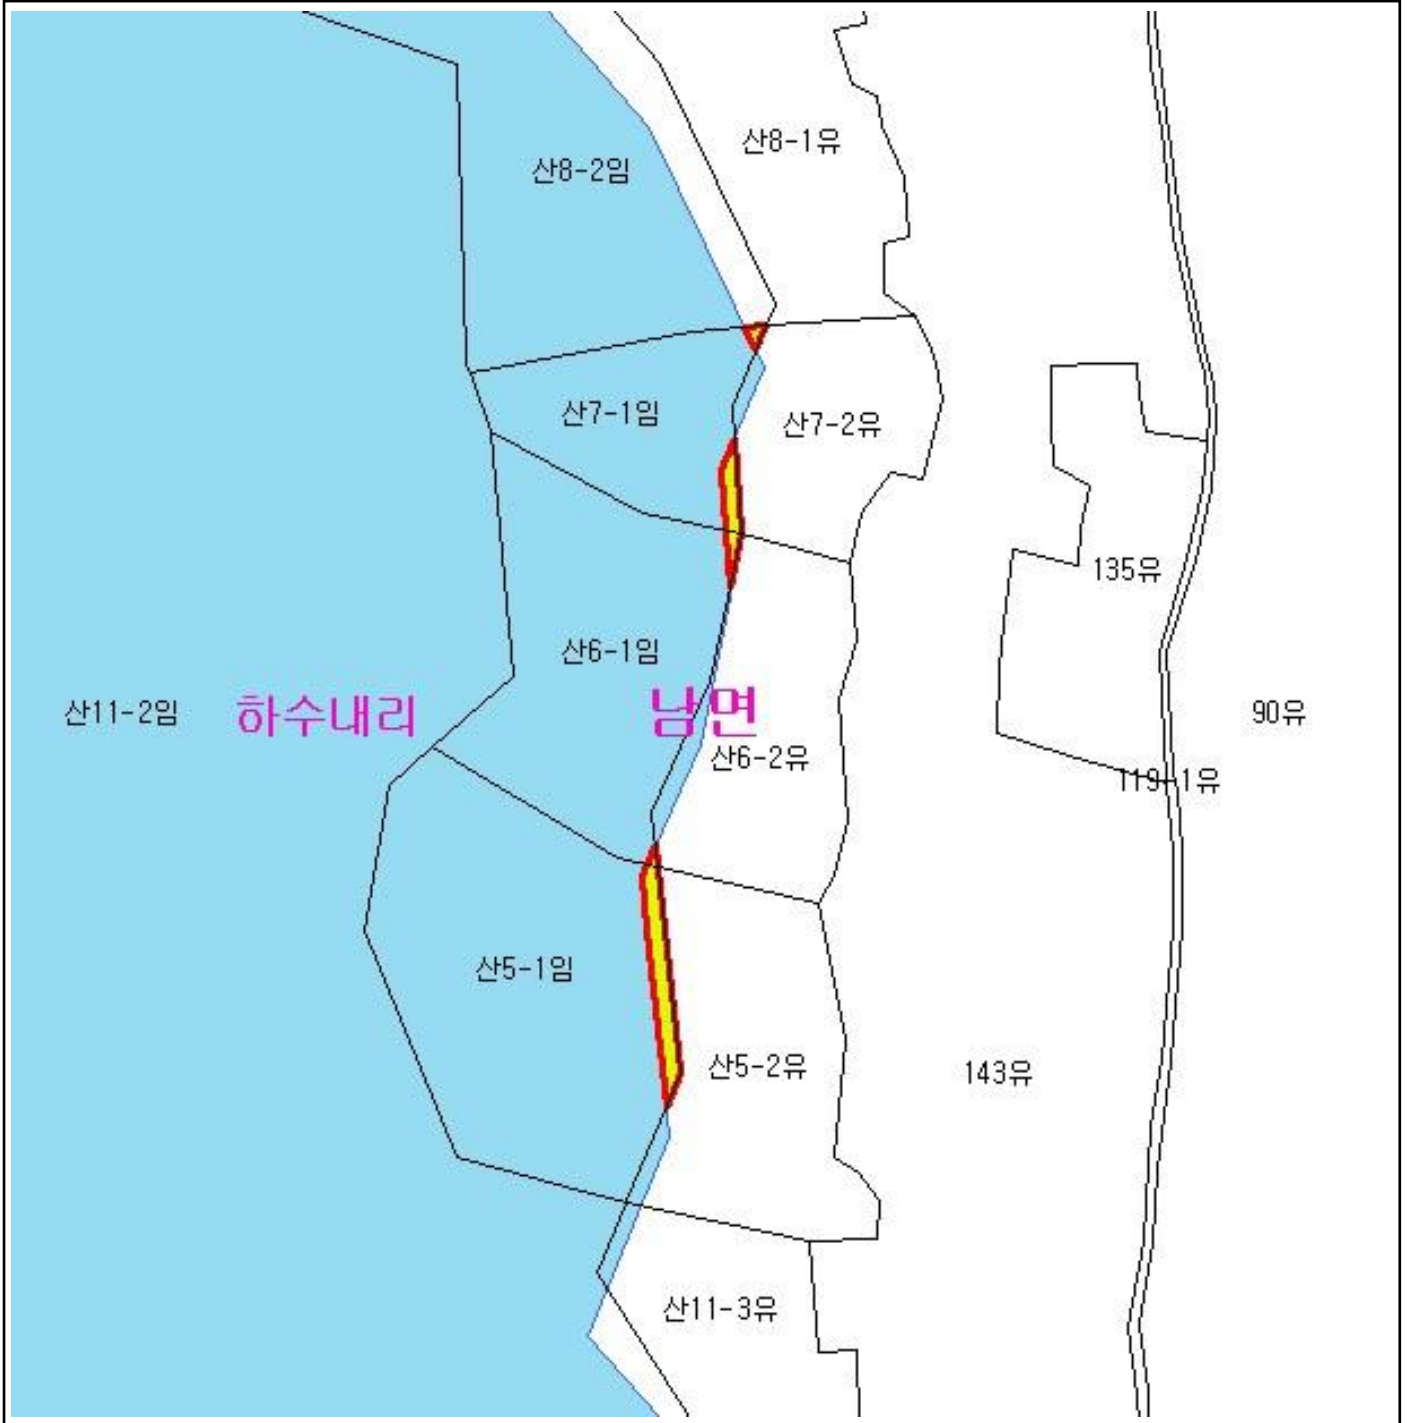 산8-1유
산8-2임
산7-1임
산7-2유
135유
산6-1임
산11-2임
하수내리
남면
90유
산6-2유
119-1유
산5-1임
산5-2유
143유
산11-3유